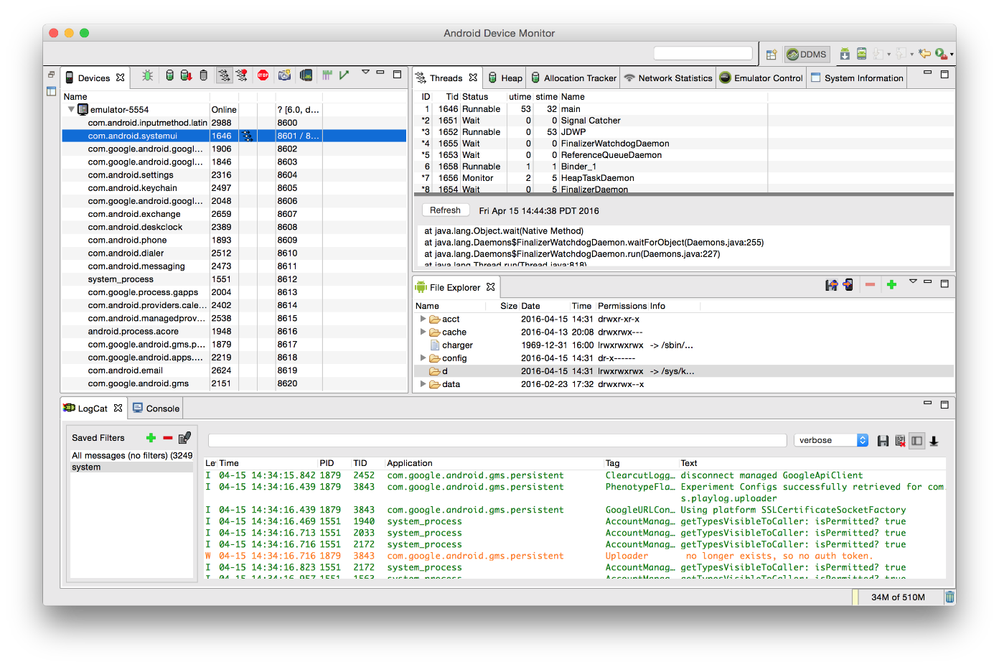 Android Device Monitor
DDMS
Devices
Name
emulator-5554 Online ? [6.0, d...
com.android.inputmethod.latin 2988 8600
com.android.systemui 1646 8601 / 8...
com.google.android.googl... 1906 8602
com.google.android.googl... 1846 8603
com.android.settings 2316 8604
com.android.keychain 2497 8605
com.google.android.googl... 2048 8606
com.android.exchange 2659 8607
com.android.deskclock 2389 8608
com.android.phone 1893 8609
com.android.dialer 2512 8610
com.android.messaging 2473 8611
system_process 1551 8612
com.google.process.gapps 2004 8613
com.android.providers.cale... 2402 8614
com.android.managedprov... 2538 8615
android.process.acore 1948 8616
com.google.android.gms.p... 1879 8617
com.google.android.apps.... 2219 8618
com.android.email 2624 8619
com.google.android.gms 2151 8620
Threads Heap Allocation Tracker Network Statistics Emulator Control System Information
ID Tid Status utime stime Name
1 1646 Runnable 53 32 main
*2 1651 Wait 0 0 Signal Catcher
*3 1652 Runnable 0 53 JDWP
*4 1655 Wait 0 0 FinalizerWatchdogDaemon
*5 1653 Wait 0 0 ReferenceQueueDaemon
6 1658 Runnable 1 1 Binder_1
*7 1656 Monitor 2 5 HeapTaskDaemon
*8 1654 Wait 0 5 FinalizerDaemon
Refresh Fri Apr 15 14:44:38 PDT 2016
at java.lang.Object.wait(Native Method)
at java.lang.Daemons$FinalizerWatchdogDaemon.waitForObject(Daemons.java:255)
at java.lang.Daemons$FinalizerWatchdogDaemon.run(Daemons.java:227)
at java.lang.Thread.run(Thread.java:818)
File Explorer
Name Size Date Time Permissions Info
acct 2016-04-15 14:31 drwxr-xr-x
cache 2016-04-13 20:08 drwxrwx---
charger 1969-12-31 16:00 lrwxrwxrwx -> /sbin/...
config 2016-04-15 14:31 dr-x------
d 2016-04-15 14:31 lrwxrwxrwx -> /sys/k...
data 2016-02-23 17:32 drwxrwx--x
LogCat Console
Saved Filters
All messages (no filters) (3249
system
verbose
Le Time PID TID Application Tag Text
I 04-15 14:34:15.842 1879 2452 com.google.android.gms.persistent ClearcutLogg... disconnect managed GoogleApiClient
I 04-15 14:34:16.439 1879 3843 com.google.android.gms.persistent PhenotypeFla... Experiment Configs successfully retrieved for com.
s.playlog.uploader
I 04-15 14:34:16.439 1879 3843 com.google.android.gms.persistent GoogleURLCon... Using platform SSLCertificateSocketFactory
I 04-15 14:34:16.469 1551 1940 system_process AccountManag... getTypesVisibleToCaller: isPermitted? true
I 04-15 14:34:16.713 1551 2033 system_process AccountManag... getTypesVisibleToCaller: isPermitted? true
I 04-15 14:34:16.716 1551 2172 system_process AccountManag... getTypesVisibleToCaller: isPermitted? true
W 04-15 14:34:16.716 1879 3843 com.google.android.gms.persistent Uploader no longer exists, so no auth token.
I 04-15 14:34:16.823 1551 2172 system_process AccountManag... getTypesVisibleToCaller: isPermitted? true
I 04-15 14:34:16.957 1551 1563 system_process AccountManag... getTypesVisibleToCaller: isPermitted? true
34M of 510M